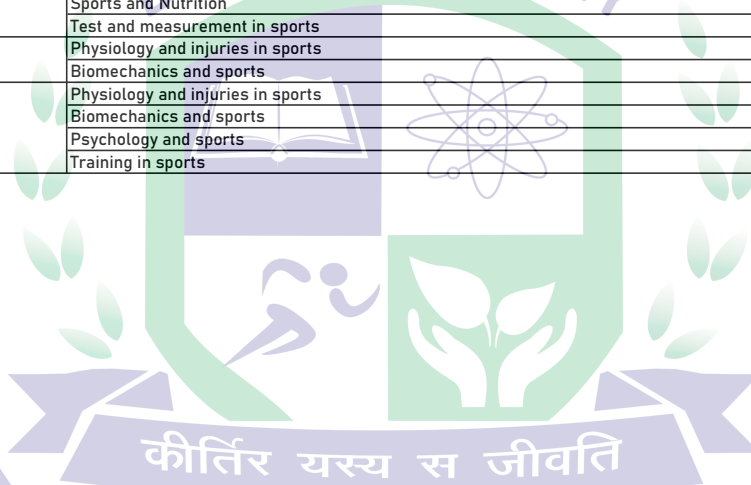 Sports and Nutrition
Test and measurement in sports
Physiology and injuries in sports
Biomechanics and sports
Physiology and injuries in sports
Biomechanics and sports
Psychology and sports
Training in sports
कीर्तिर यस्य स जीवति